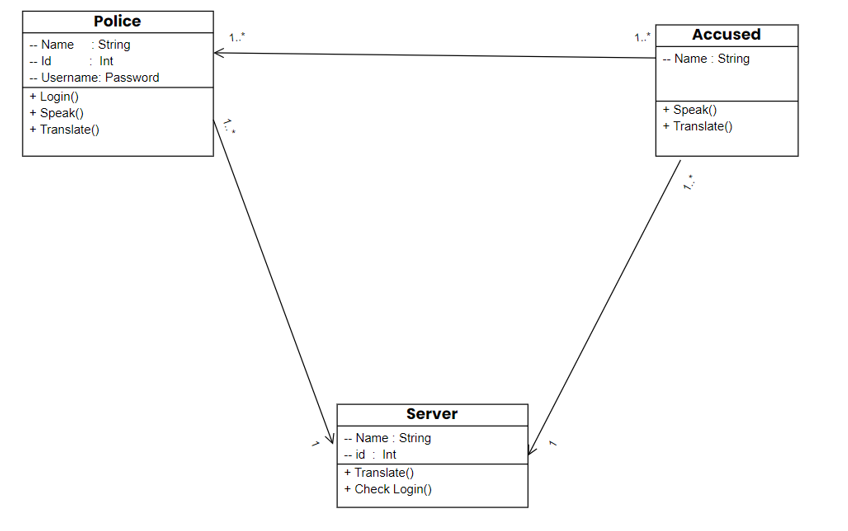 Police
-- Name : String
-- Id : Int
-- Username: Password
+ Login()
+ Speak()
+ Translate()
1..*
1..*
Accused
-- Name : String
+ Speak()
+ Translate()
1..*
1..*
Server
-- Name : String
-- id : Int
+ Translate()
+ Check Login()
1
1